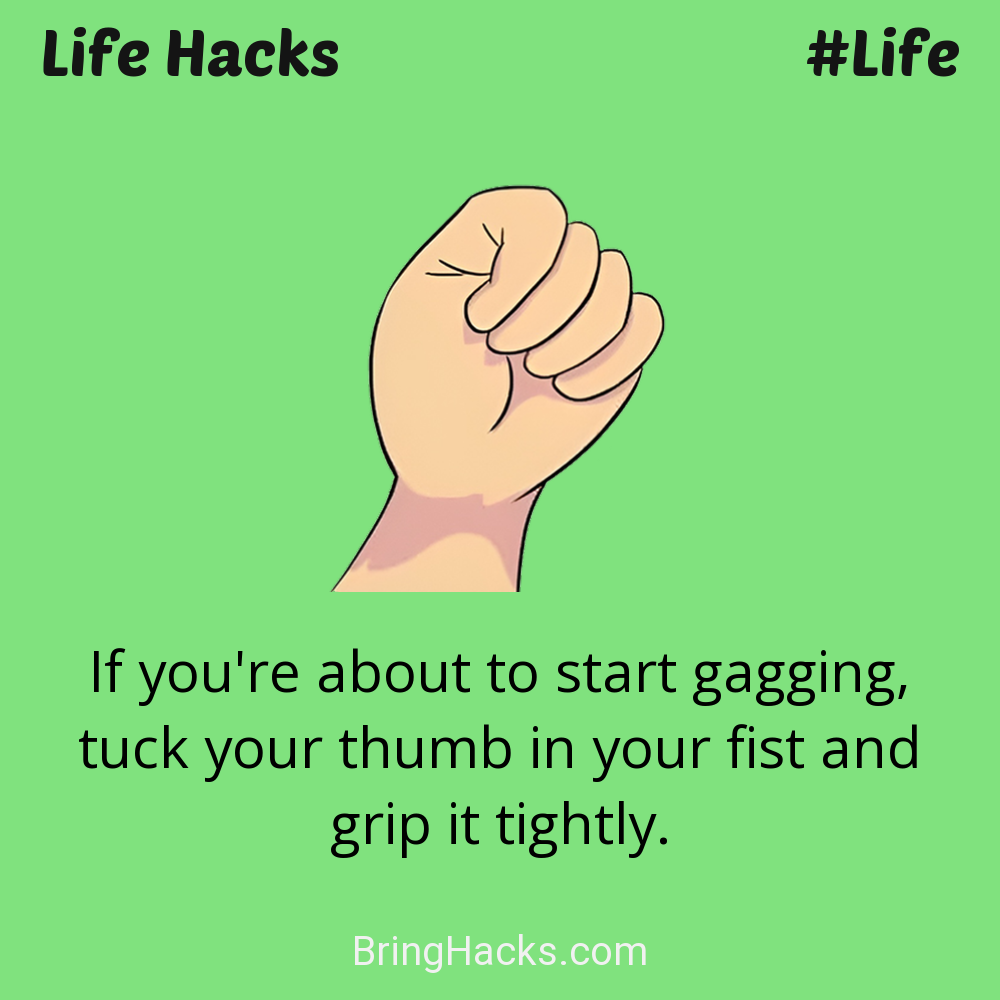 Life Hacks
#Life
If you're about to start gagging,
tuck your thumb in your fist and
grip it tightly.
BringHacks.com